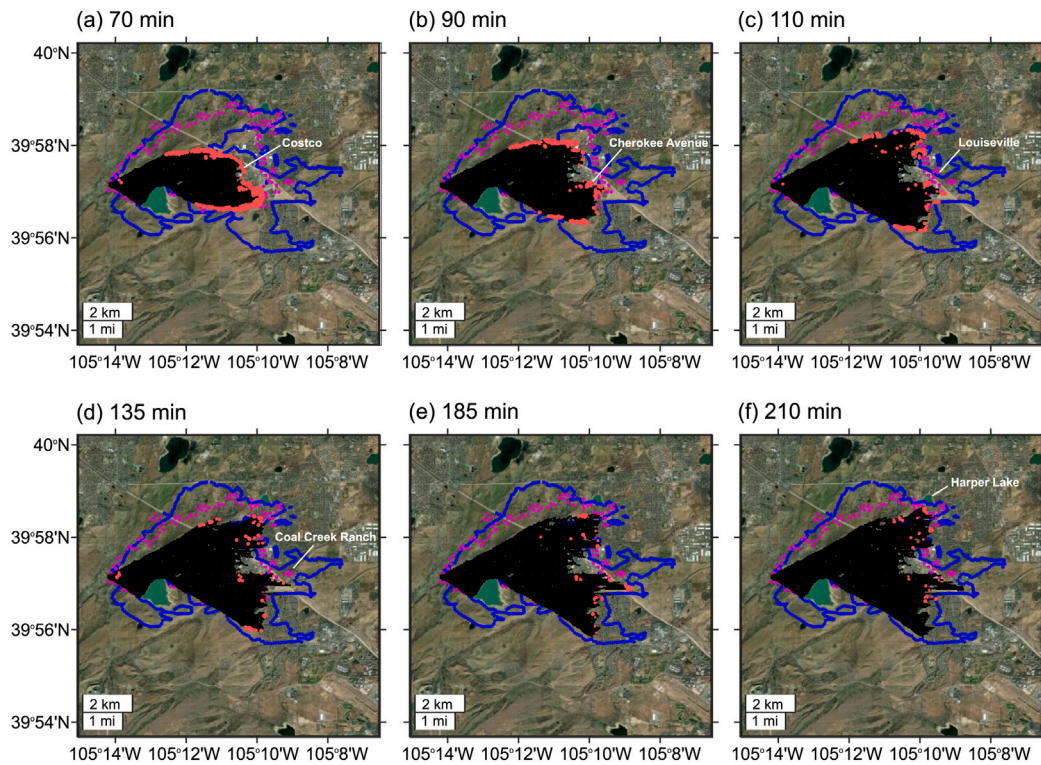 (a) 70 min
(b) 90 min
(c) 110 min
40°N
39°58'N
39°56'N
39°54'N
Costco
Cherokee Avenue
Louiseville
2 km
1 mi
2 km
1 mi
2 km
1 mi
105°14'W 105°12'W 105°10'W 105°8'W
105°14'W 105°12'W 105°10'W 105°8'W
105°14'W 105°12'W 105°10'W 105°8'W
(d) 135 min
(e) 185 min
(f) 210 min
40°N
39°58'N
39°56'N
39°54'N
Coal Creek Ranch
Harper Lake
2 km
1 mi
2 km
1 mi
2 km
1 mi
105°14'W 105°12'W 105°10'W 105°8'W
105°14'W 105°12'W 105°10'W 105°8'W
105°14'W 105°12'W 105°10'W 105°8'W